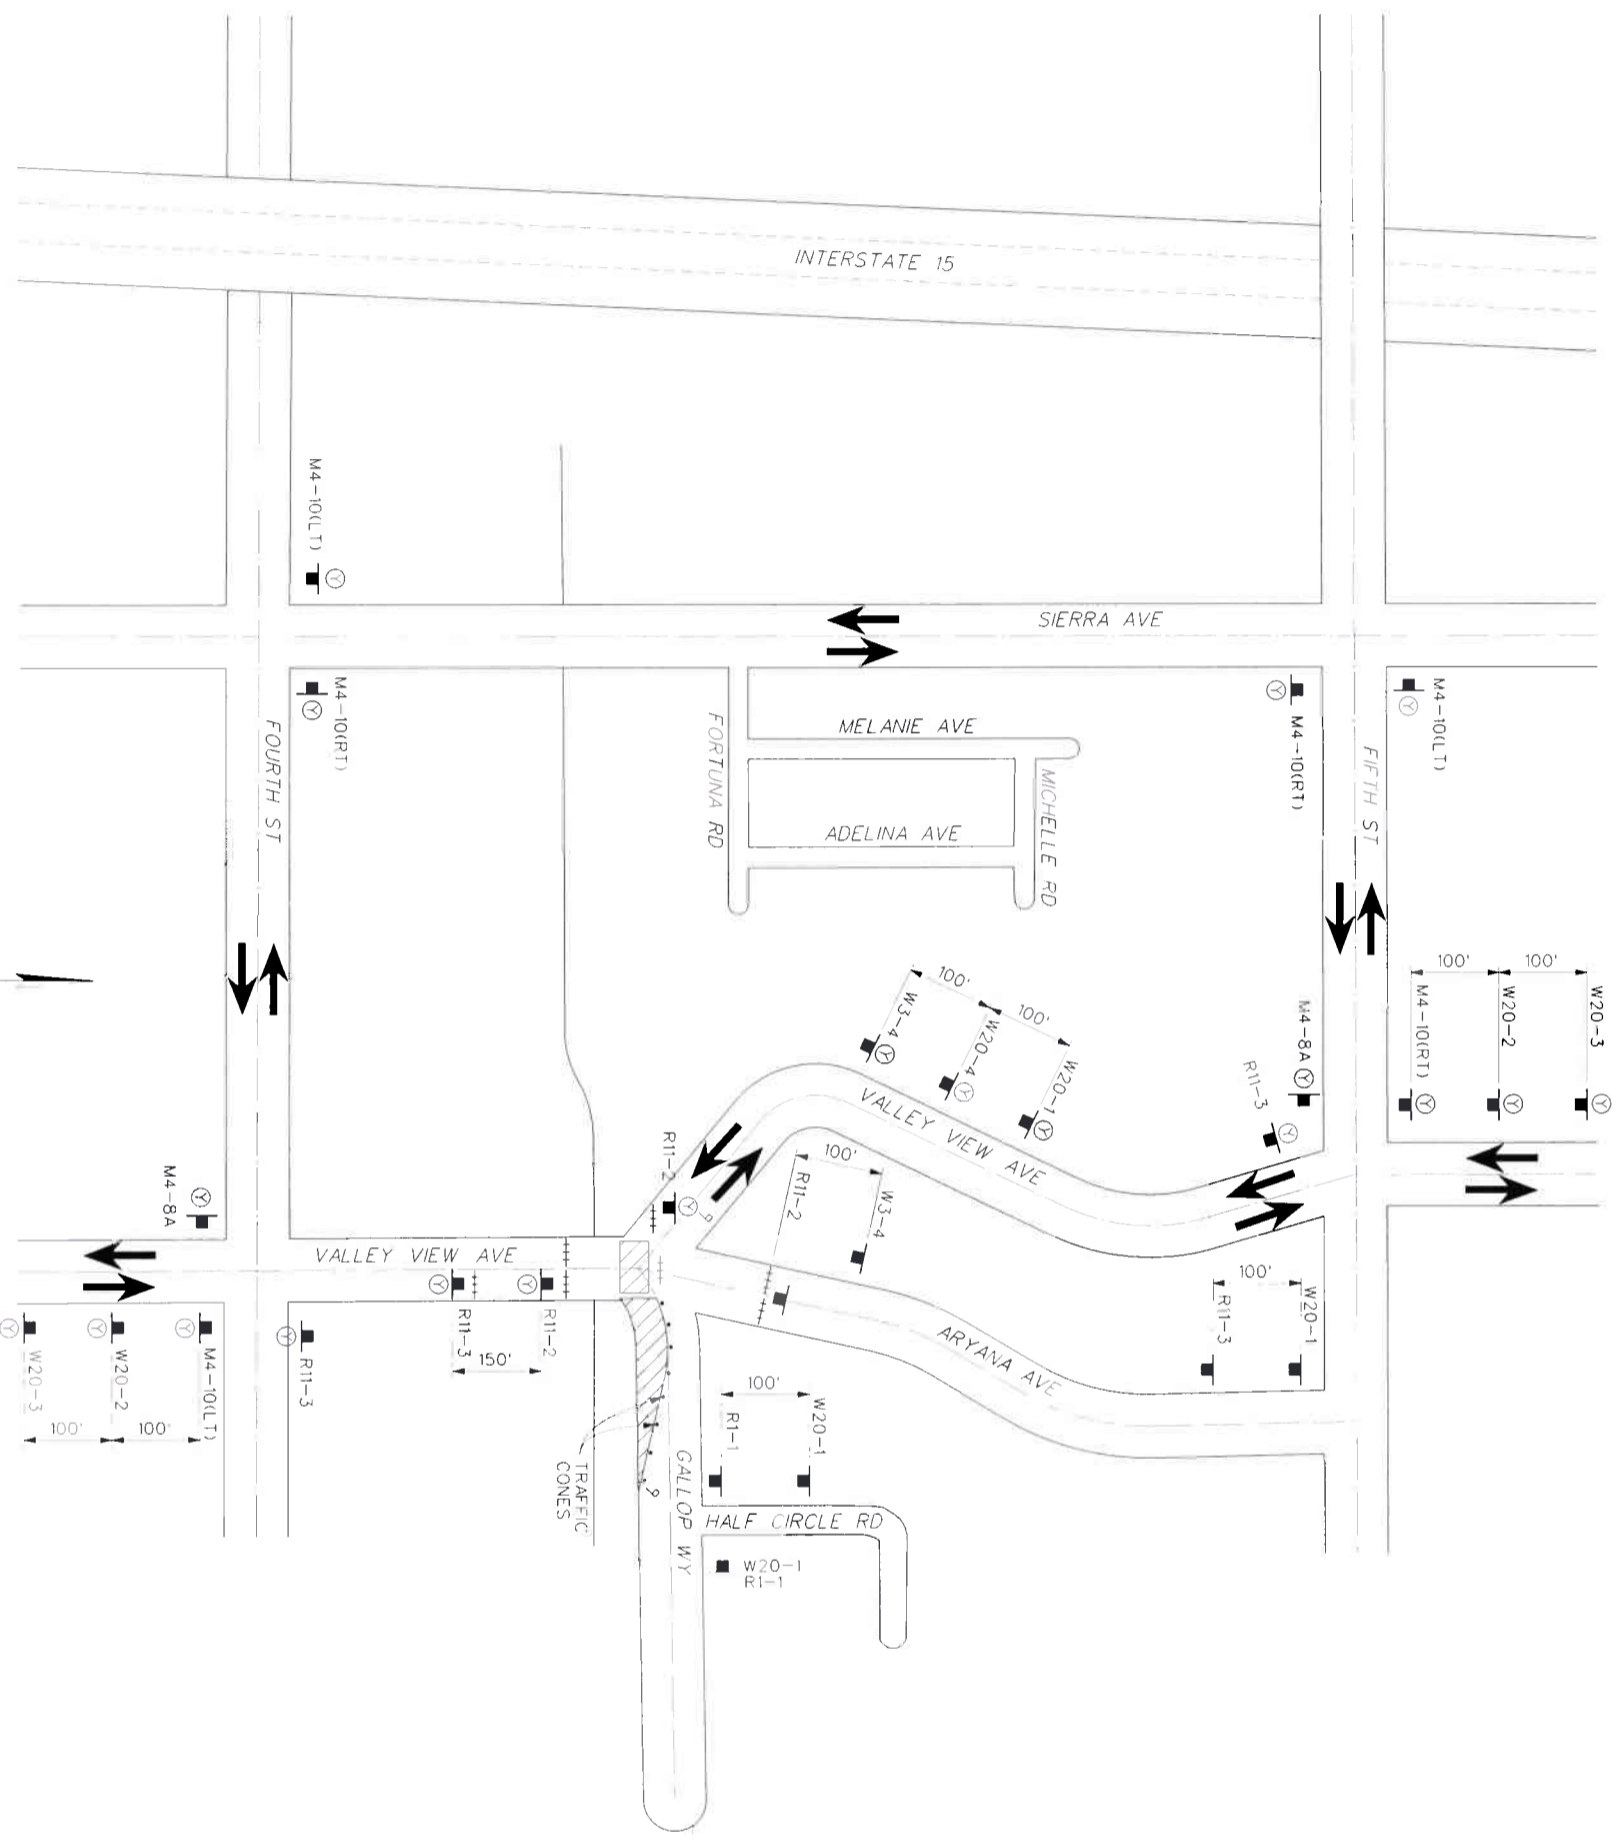 INTERSTATE 15
M4-10(LT)
Y
SIERRA AVE
M4-10(RT)
Y
FOURTH ST
FORTUNA RD
MELANIE AVE
MICHELLE RD
ADELINA AVE
Y
M4-10(RT)
M4-10(LT)
Y
FIFTH ST
100'
100'
W3-4
Y
W20-4
Y
W20-1
Y
VALLEY VIEW AVE
M4-8A
Y
R11-3
Y
100'
100'
M4-10(RT)
Y
W20-2
Y
W20-3
Y
R11-2
Y
9
100'
R11-2
W3-4
M4-8A
Y
VALLEY VIEW AVE
Y
R11-3
Y
R11-2
150'
Y
R11-3
Y
W20-3
Y
W20-2
Y
M4-10(LT)
100'
100'
ARYANA AVE
100'
R11-3
W20-1
100'
R1-1
W20-1
TRAFFIC
CONES
9
GALLOP WY
HALF CIRCLE RD
W20-1
R1-1